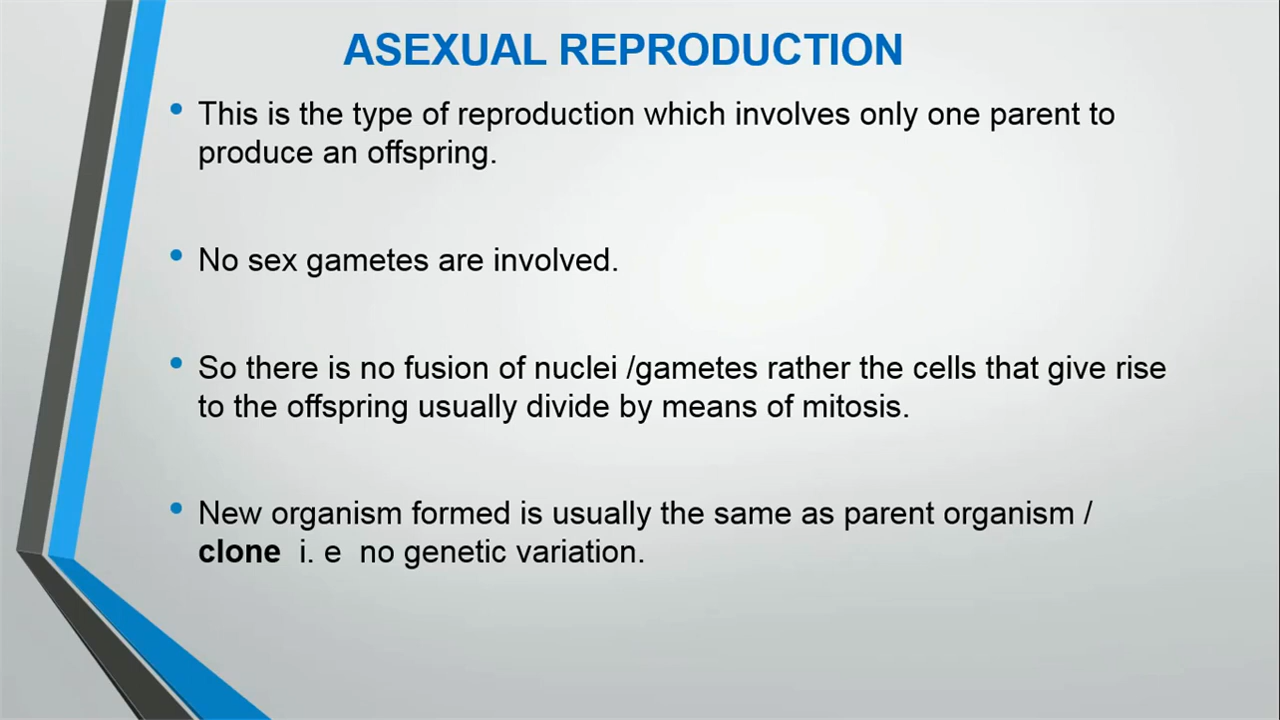 ASEXUAL REPRODUCTION
• This is the type of reproduction which involves only one parent to
produce an offspring.
• No sex gametes are involved.
• So there is no fusion of nuclei /gametes rather the cells that give rise
to the offspring usually divide by means of mitosis.
• New organism formed is usually the same as parent organism /
clone i. e no genetic variation.